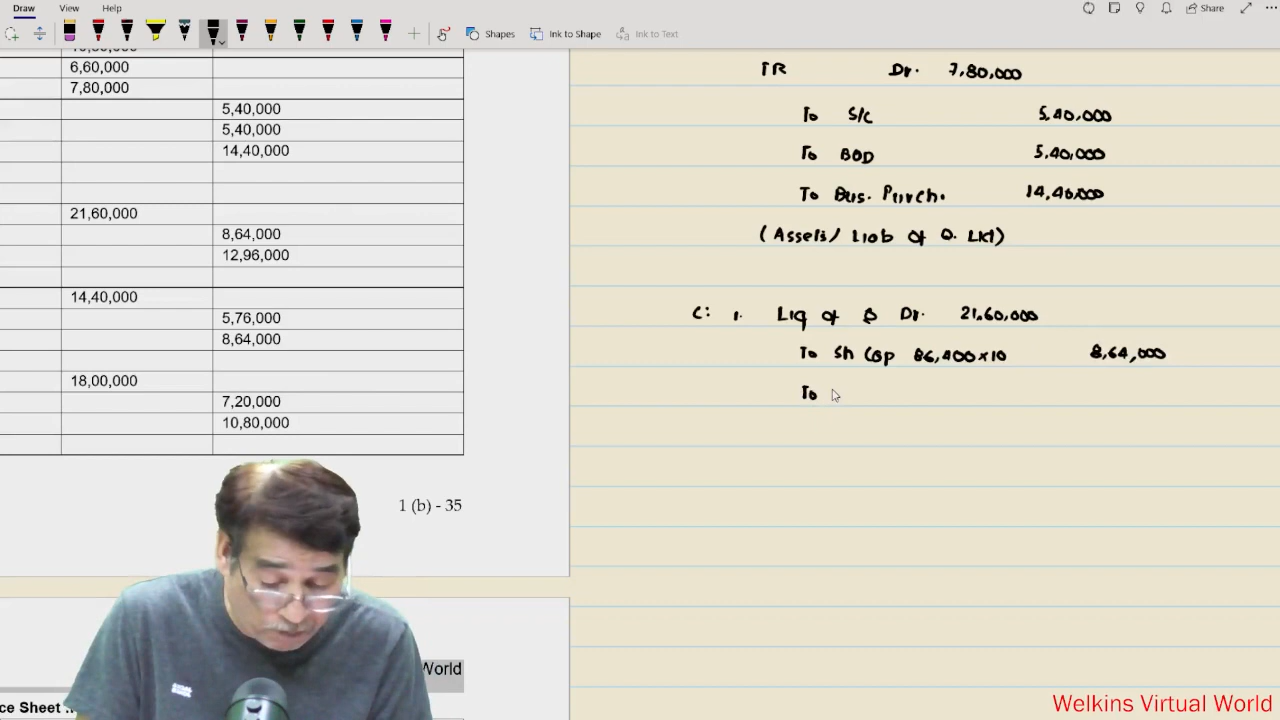 Draw View Help
Shapes Ink to Shape Ink to Text Share
6,60,000
7,80,000
5,40,000
5,40,000
14,40,000
21,60,000
8,64,000
12,96,000
14,40,000
5,76,000
8,64,000
18,00,000
7,20,000
10,80,000
1 (b) - 35
World
ce Sheet ..
TR Dr. 7,80,000
To S/C 5,40,000
To BOD 5,40,000
To Bus. Purch. 14,40,000
(Assets/ Liab of Q. Ltd)
C: 1. Liq of B Dr. 21,60,000
To Sh Cap 86,400×10 8,64,000
To
Welkins Virtual World